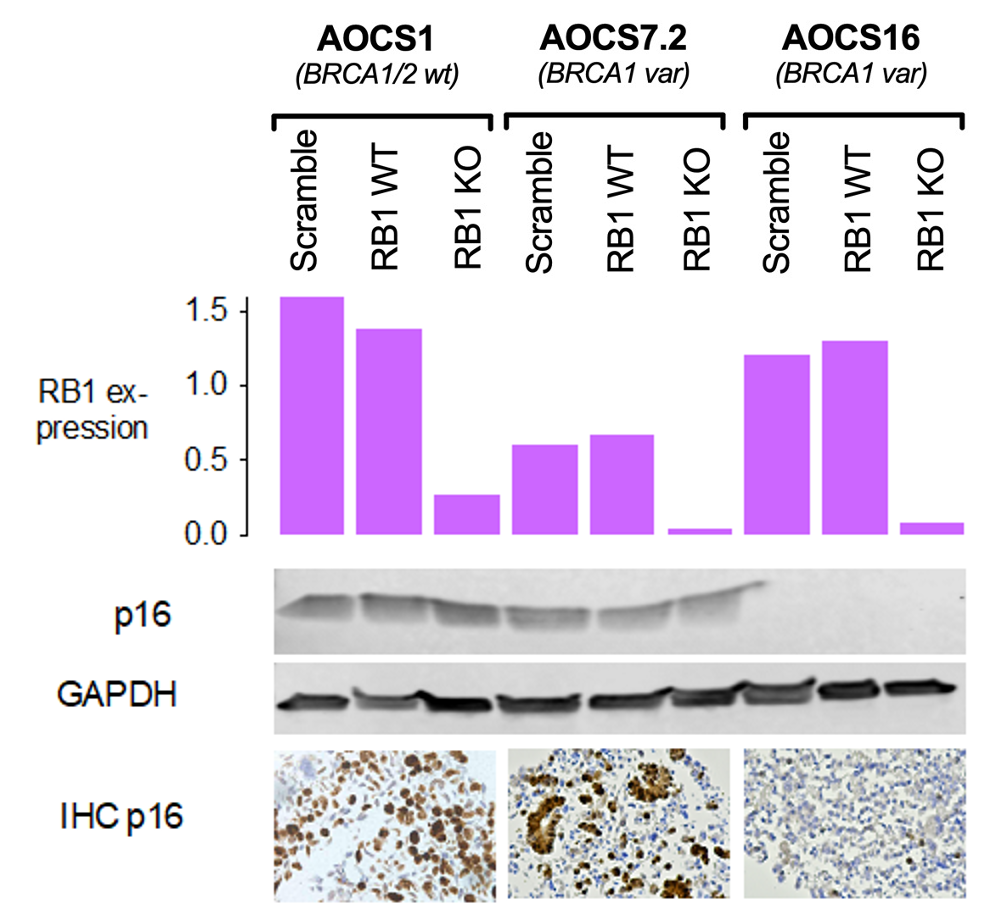 AOCS1 AOCS7.2 AOCS16
(BRCA1/2 wt) (BRCA1 var) (BRCA1 var)
Scramble RB1 WT RB1 KO Scramble RB1 WT RB1 KO Scramble RB1 WT RB1 KO
1.5
1.0
RB1 ex-
pression
0.5
0.0
p16
GAPDH
IHC p16